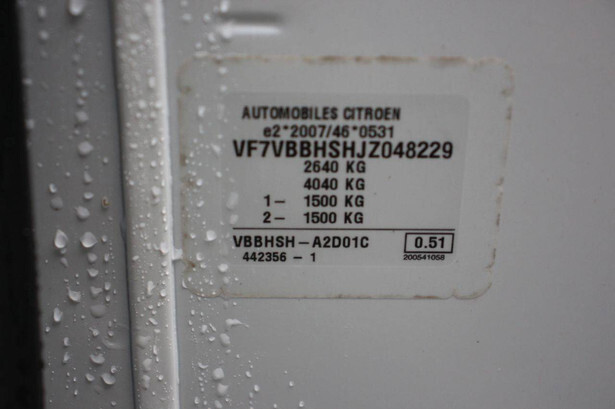 AUTOMOBILES CITROEN
e2*2007/46*0531
VF7VBBHSHJZ048229
2640 KG
4040 KG
1- 1500 KG
2- 1500 KG
VBBHSH-A2D01C 0.51
442356-1 200541058